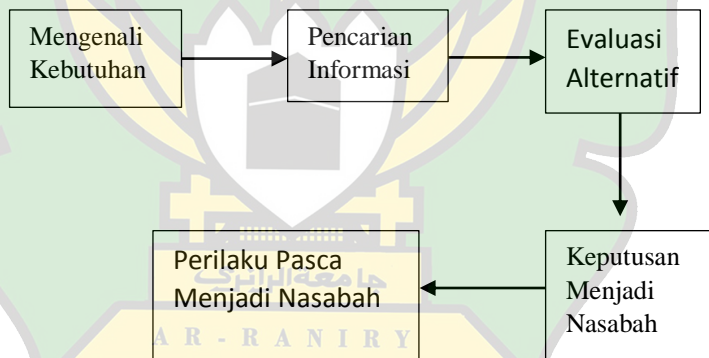 Mengenali
Kebutuhan
Pencarian
Informasi
Evaluasi
Alternatif
Keputusan
Menjadi
Nasabah
Perilaku Pasca
Menjadi Nasabah
جامعة الرانري
AR-RANIRY